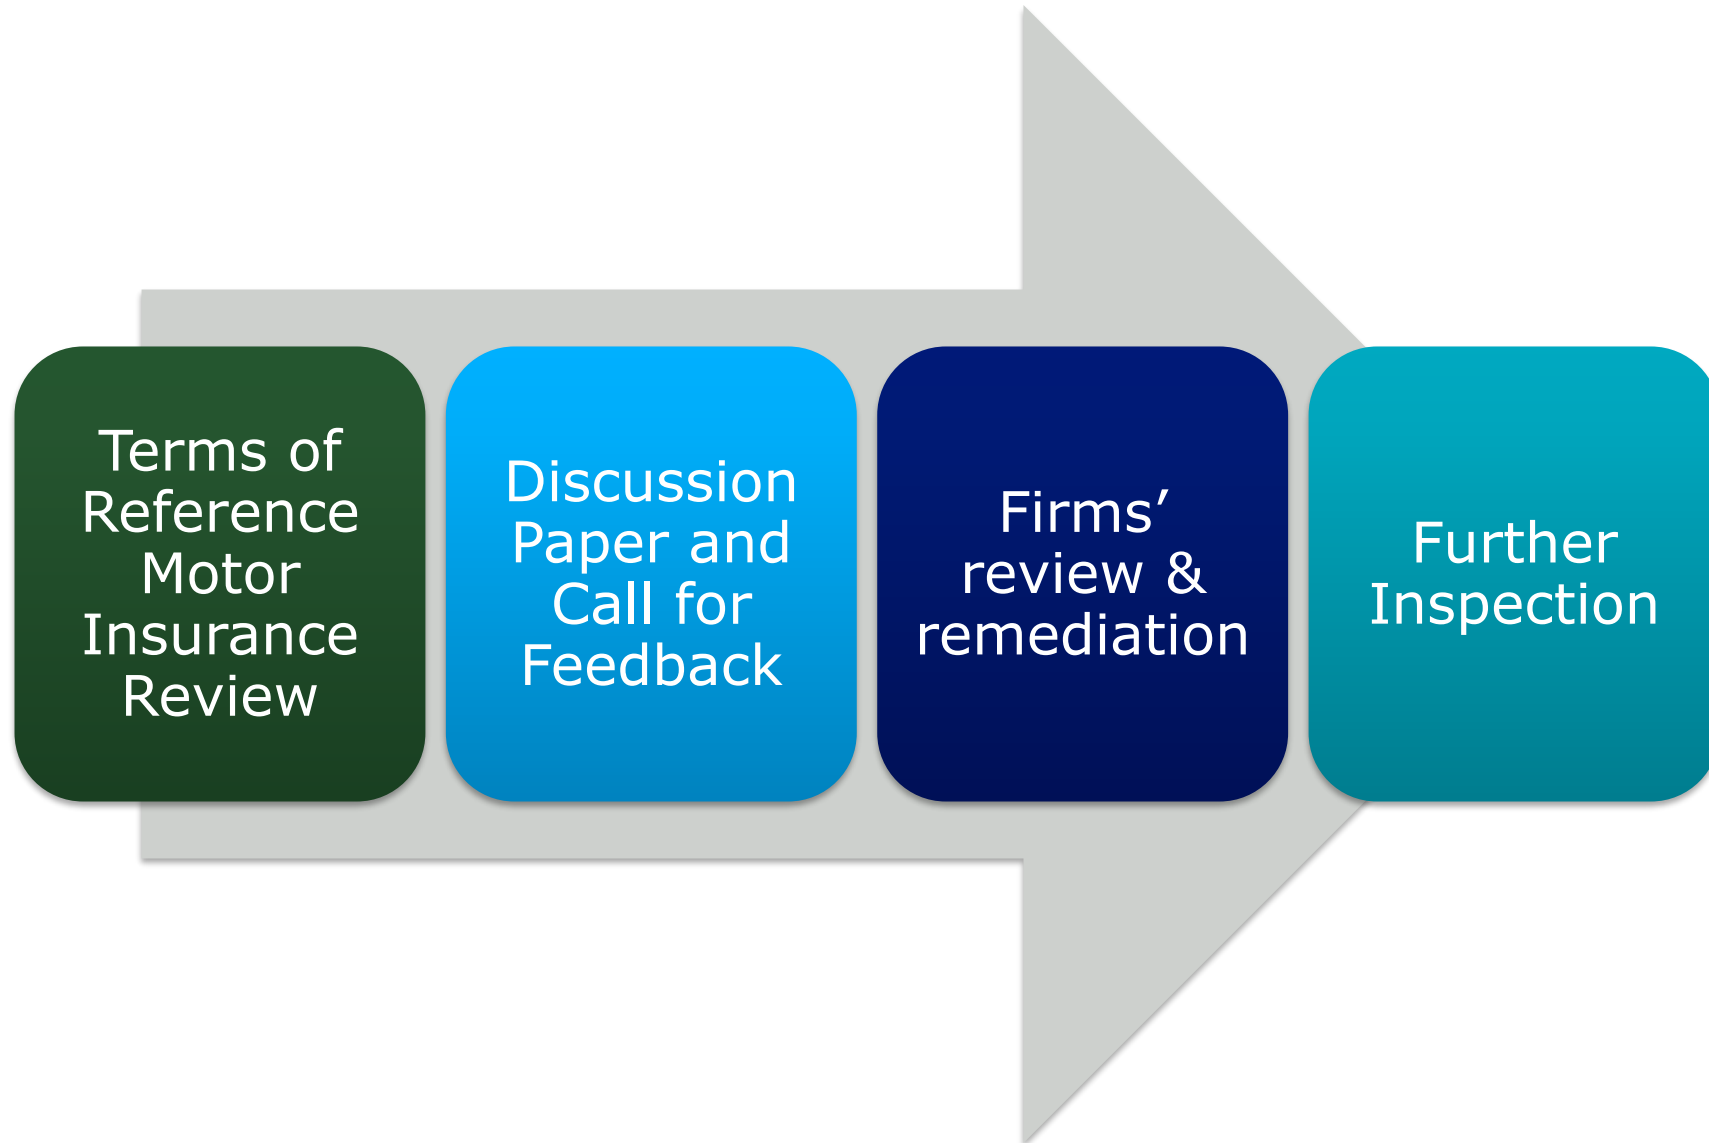 Terms of
Reference
Motor
Insurance
Review
Discussion
Paper and
Call for
Feedback
Firms’
review &
remediation
Further
Inspection